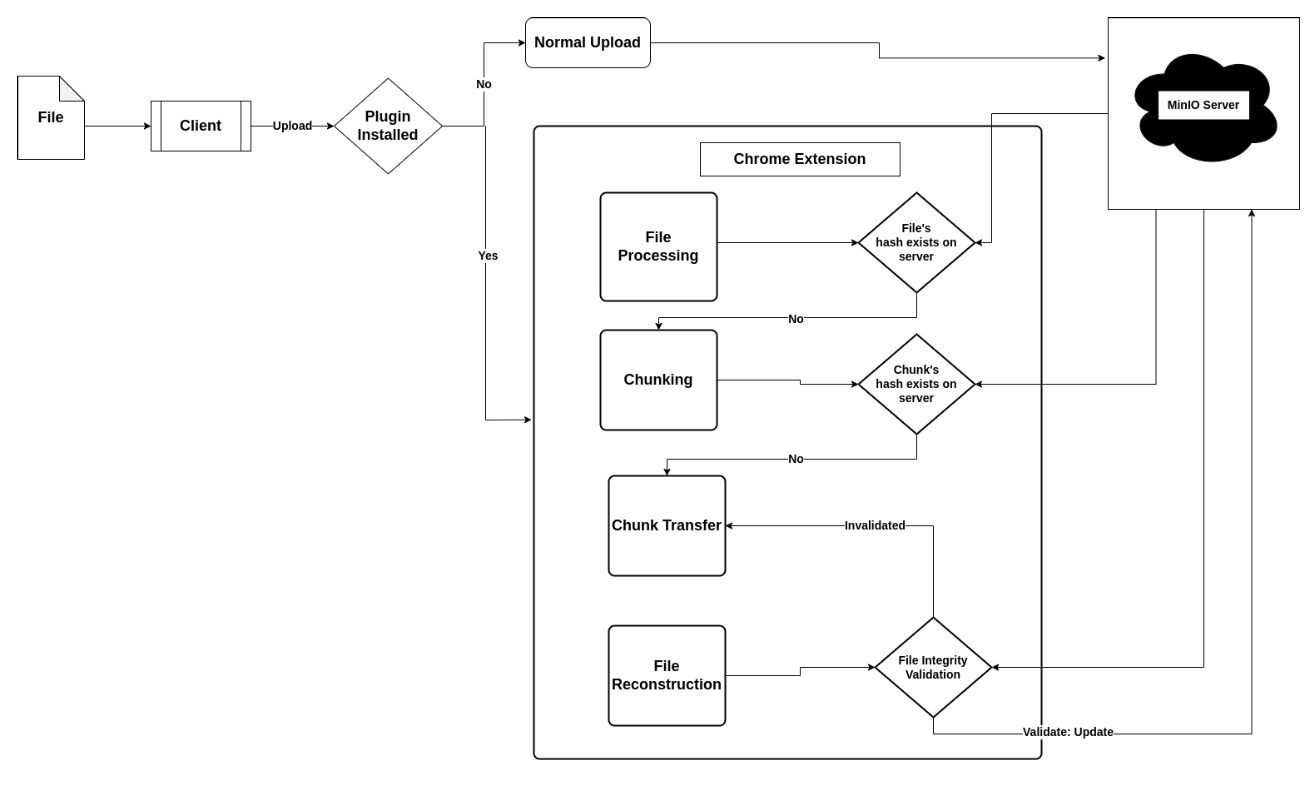 Normal Upload
No
MinIO Server
File
Client
Upload
Plugin
Installed
Chrome Extension
File
Processing
File's
hash exists on
server
Yes
No
Chunking
Chunk's
hash exists on
server
No
Chunk Transfer
Invalidated
File
Reconstruction
File Integrity
Validation
Validate: Update